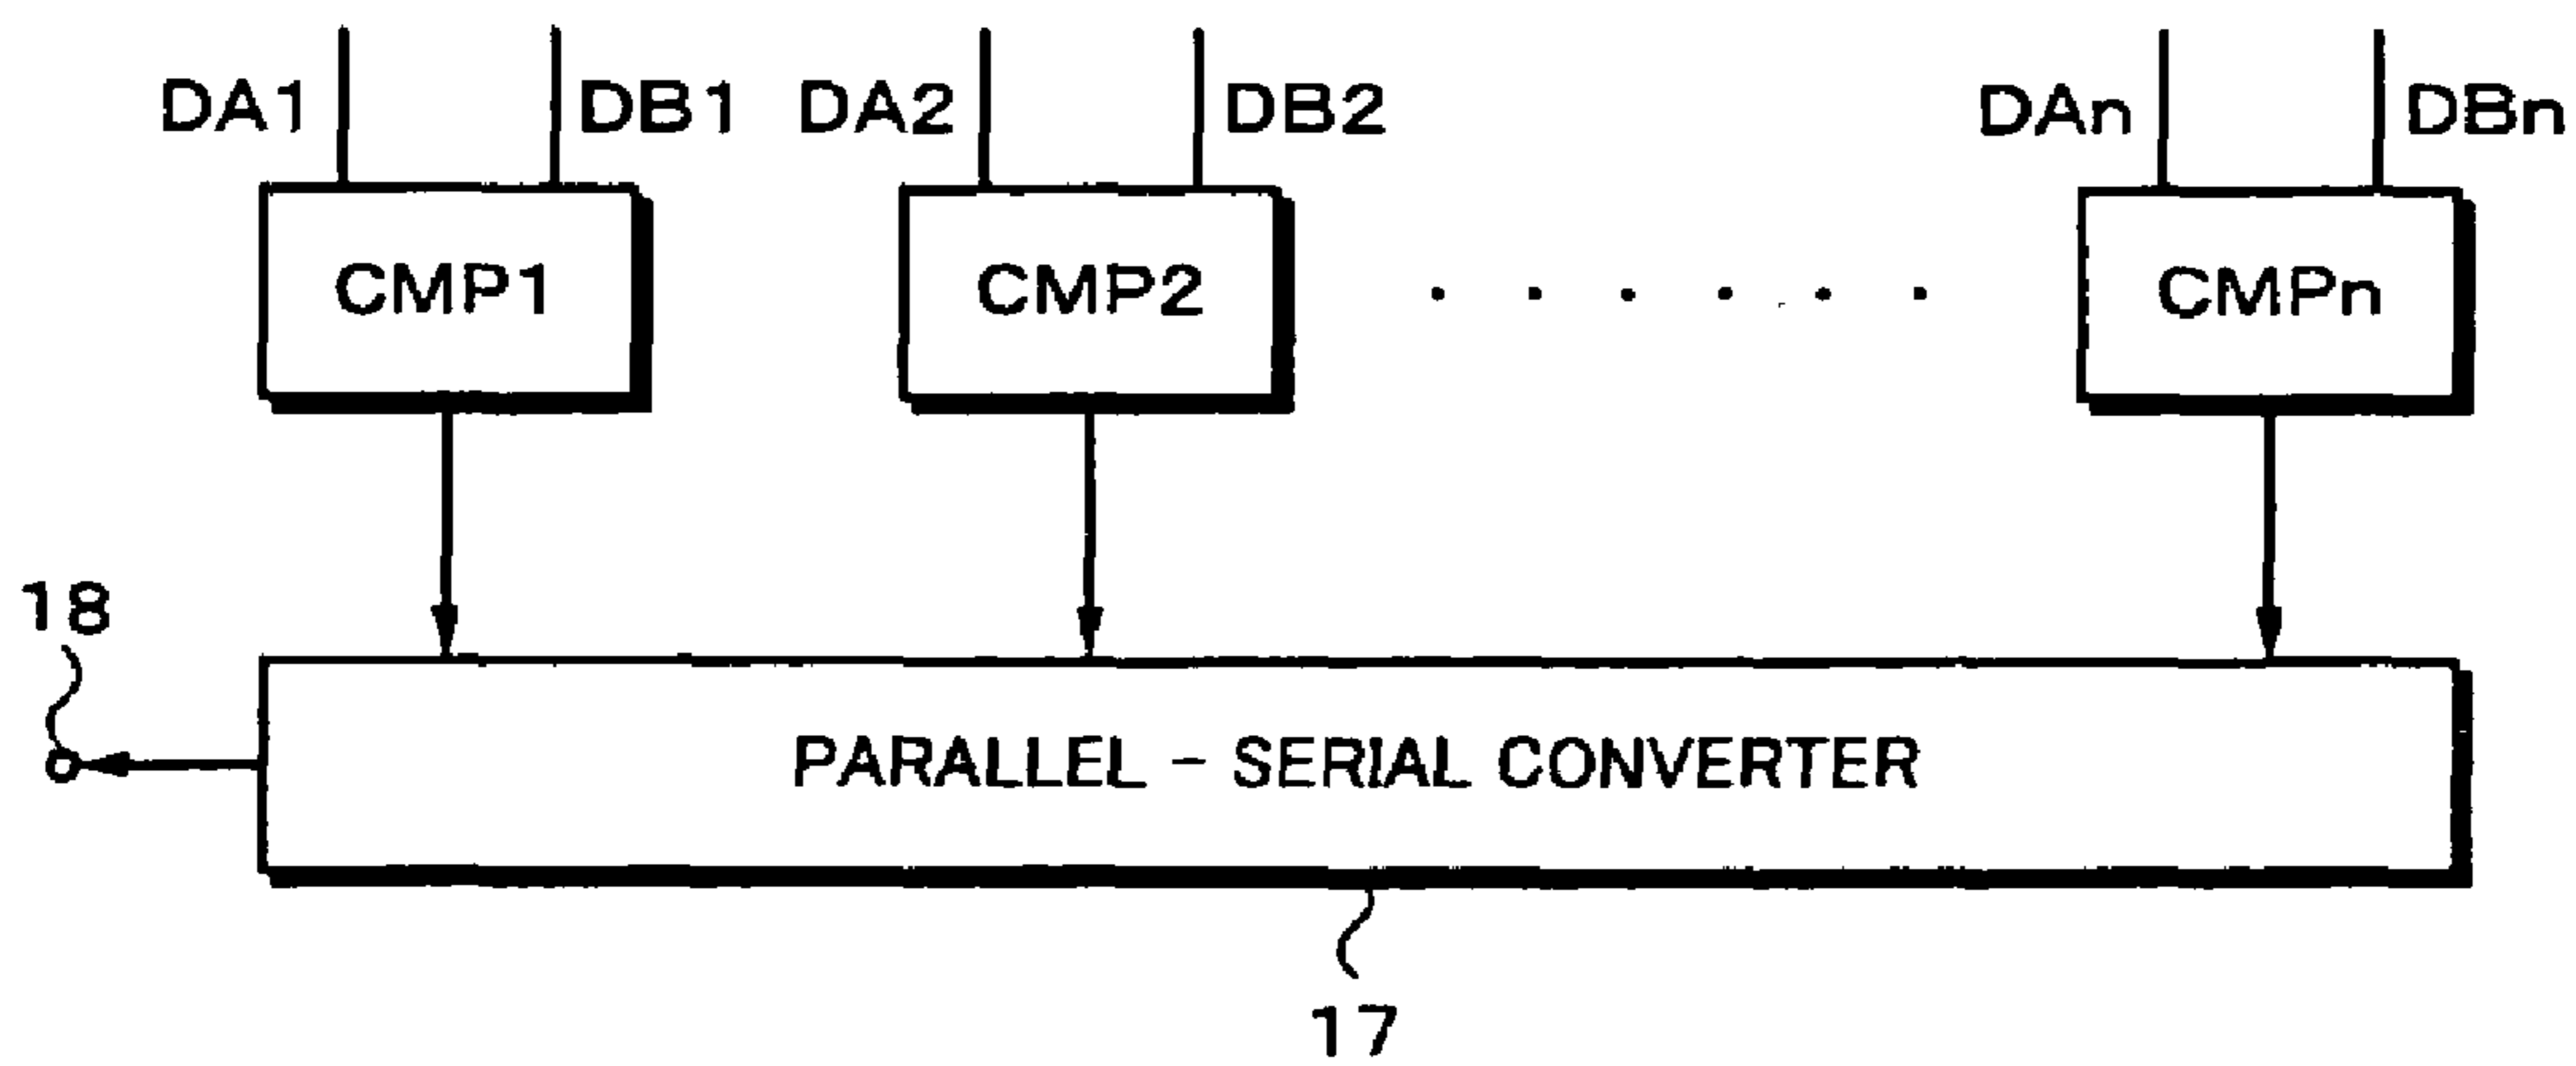 DA1 DB1 DA2 DB2 DAn DBn
CMP1 CMP2 CMPn
18
PARALLEL - SERIAL CONVERTER
17